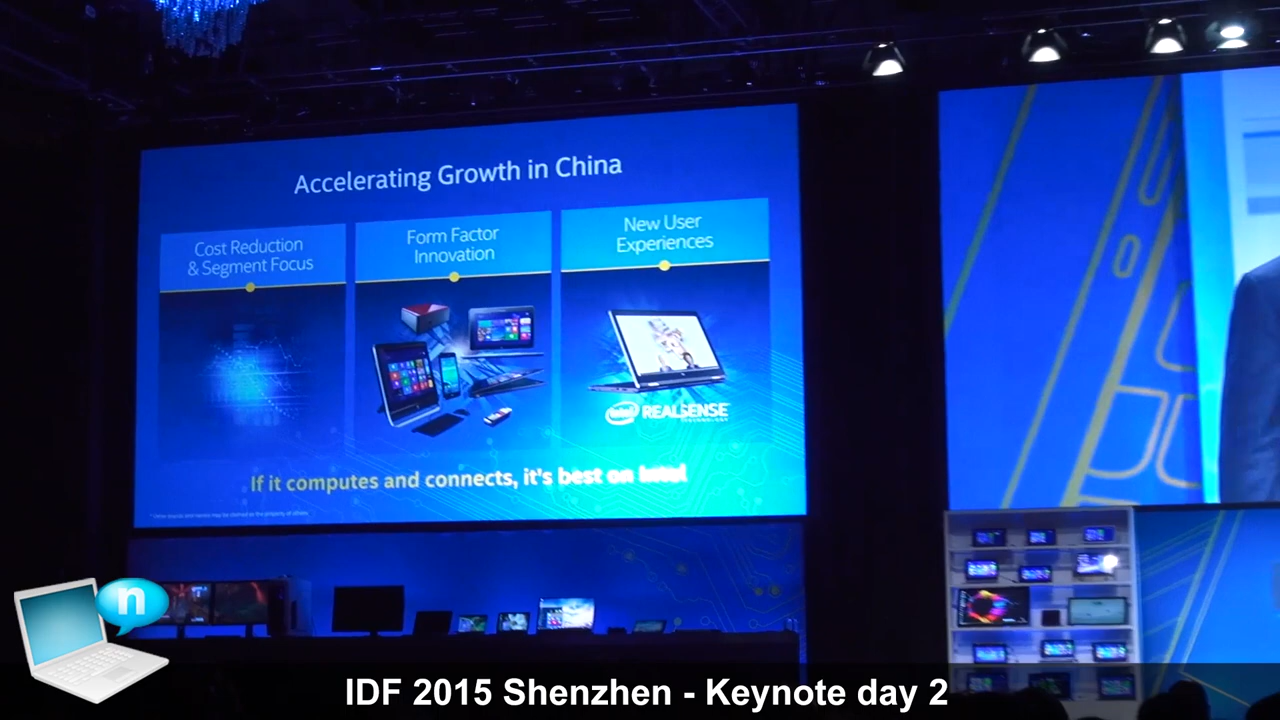 Accelerating Growth in China
Cost Reduction
& Segment Focus
Form Factor
Innovation
New User
Experiences
intel REALSENSE
TECHNOLOGY
If it computes and connects, it's best on Intel
n
IDF 2015 Shenzhen - Keynote day 2